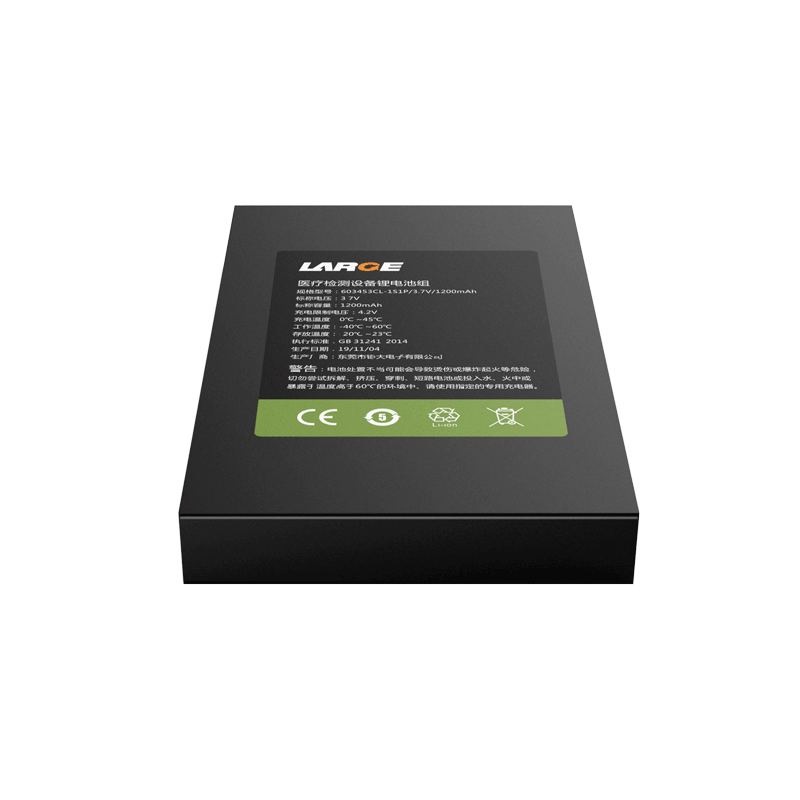 LARGE
医疗检测设备锂电池组
规格型号：603453CL-1S1P/3.7V/1200mAh
标称电压：3.7V
标称容量：1200mAh
充电限制电压：4.2V
充电温度： 0℃ ~45℃
工作温度： -40℃ ~60℃
存放温度： 20℃ ~23℃
执行标准：GB 31241 2014
生产日期：19/11/04
生产厂商：东莞市钜大电子有限公司
警告：电池处置不当可能会导致烫伤或爆炸起火等危险，
切勿尝试拆解、挤压、穿刺、短路电池或投入水、火中或
暴露于温度高于60℃的环境中，请使用指定的专用充电器。
CE 5 Li-ion